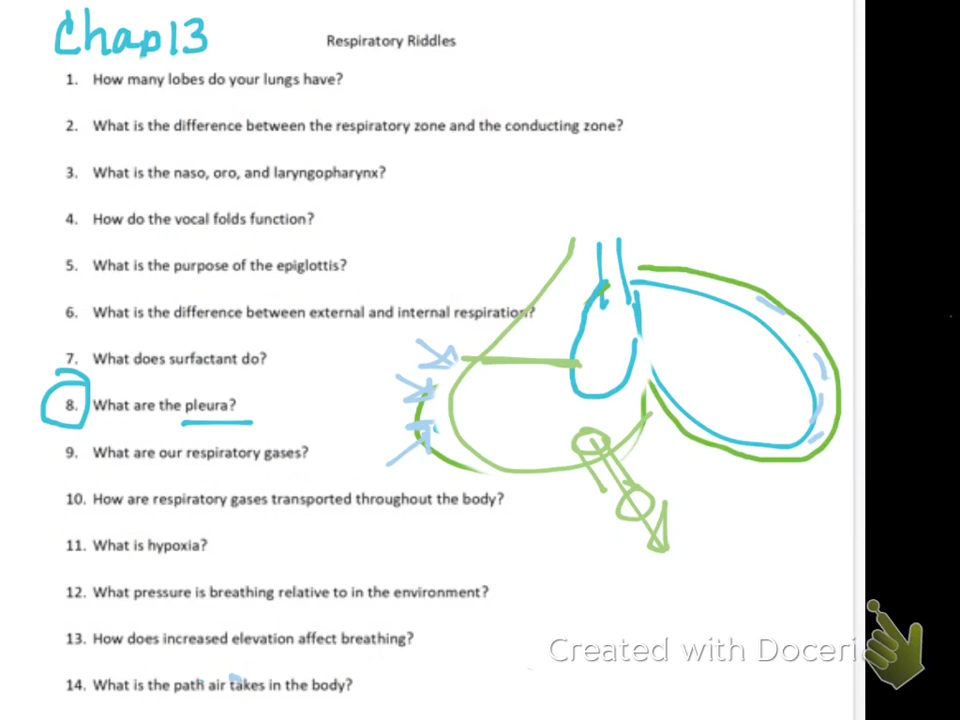 Chap 13
Respiratory Riddles
1. How many lobes do your lungs have?
2. What is the difference between the respiratory zone and the conducting zone?
3. What is the naso, oro, and laryngopharynx?
4. How do the vocal folds function?
5. What is the purpose of the epiglottis?
6. What is the difference between external and internal respiration?
7. What does surfactant do?
8. What are the pleura?
9. What are our respiratory gases?
10. How are respiratory gases transported throughout the body?
11. What is hypoxia?
12. What pressure is breathing relative to in the environment?
13. How does increased elevation affect breathing?
Created with Doceri
14. What is the path air takes in the body?